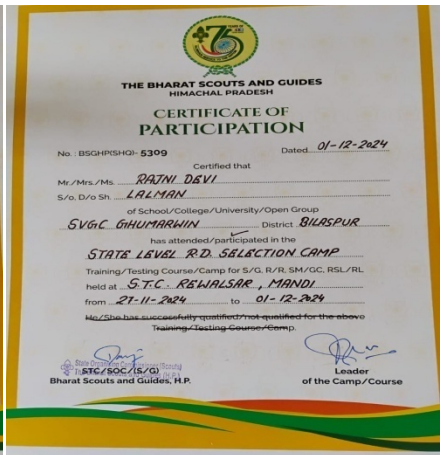 75
THE BHARAT SCOUTS AND GUIDES
HIMACHAL PRADESH
CERTIFICATE OF
PARTICIPATION
No. : BSGHP(SHQ)- 5309 Dated 01-12-2024
Certified that
Mr./Mrs./Ms. RAJNI DEVI
S/o. D/o Sh. LALMAN
of School/College/University/Open Group
SVGC GHUMARWIN District BILASPUR
has attended/participated in the
STATE LEVEL R.D. SELECTION CAMP
Training/Testing Course/Camp for S/G, R/R, SM/GC, RSL/RL
held at S.T.C- REWALSAR, MANDI
from 27-11-2024 to 01-12-2024
He/She has successfully qualified/not qualified for the above
Training/Testing Course/Camp.
STC/SOC/(S/G) Leader
Bharat Scouts and Guides, H.P. of the Camp/Course